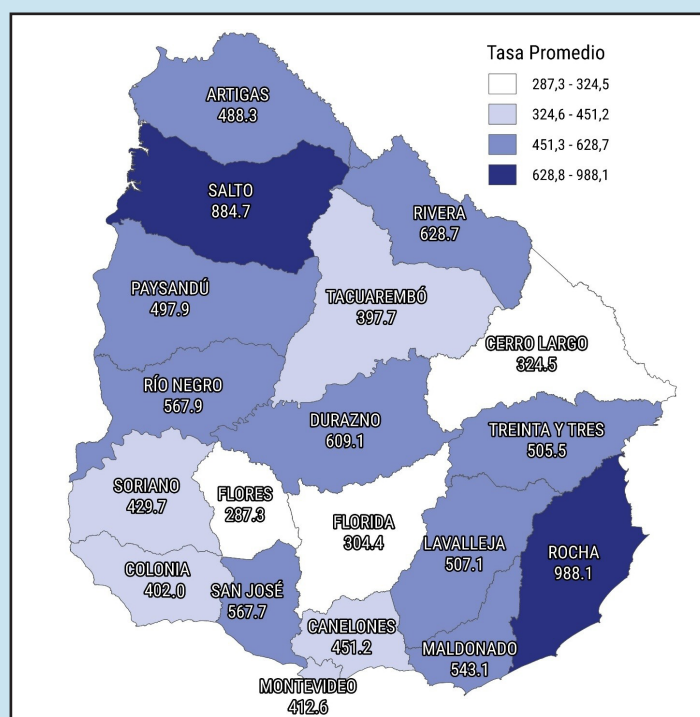 Tasa Promedio
287,3 - 324,5
324,6 - 451,2
451,3 - 628,7
628,8 - 988,1
ARTIGAS
488.3
SALTO
884.7
RIVERA
628.7
PAYSANDÚ
497.9
TACUAREMBÓ
397.7
CERRO LARGO
324.5
RÍO NEGRO
567.9
DURAZNO
609.1
TREINTA Y TRES
505.5
SORIANO
429.7
FLORES
287.3
FLORIDA
304.4
LAVALLEJA
507.1
ROCHA
988.1
COLONIA
402.0
SAN JOSÉ
567.7
CANELONES
451.2
MALDONADO
543.1
MONTEVIDEO
412.6